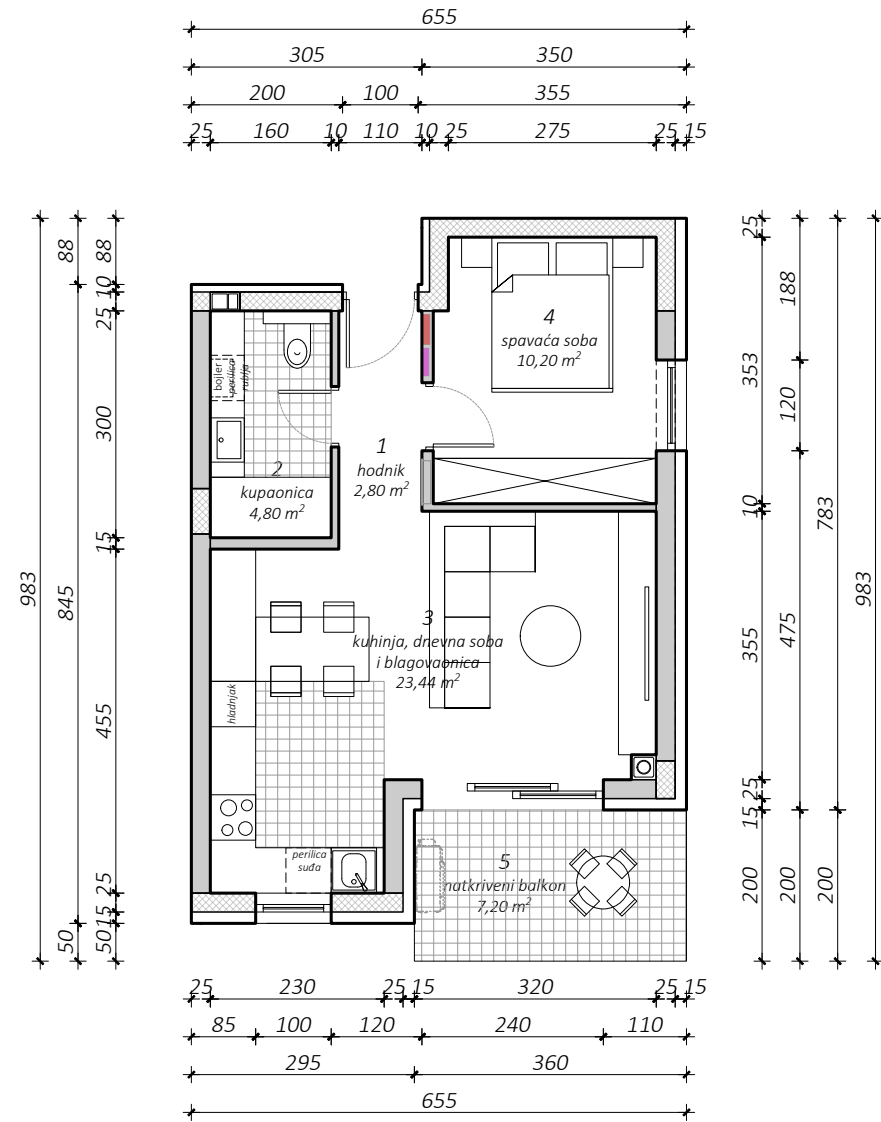 655
305 350
200 100 355
25 160 10 110 10 25 275 25 15
983
88
845
50
88
10
25
300
15
455
25
15
50
25
353
10
355
25
15
200
188
120
475
200
783
200
983
4
spavaća soba
10,20 m²
bojler
perilica
rublja
1
hodnik
2,80 m²
2
kupaonica
4,80 m²
3
kuhinja, dnevna soba
i blagovaonica
23,44 m²
hladnjak
perilica
suđa
5
natkriveni balkon
7,20 m²
25 230 25 15 320 25 15
85 100 120 240 110
295 360
655